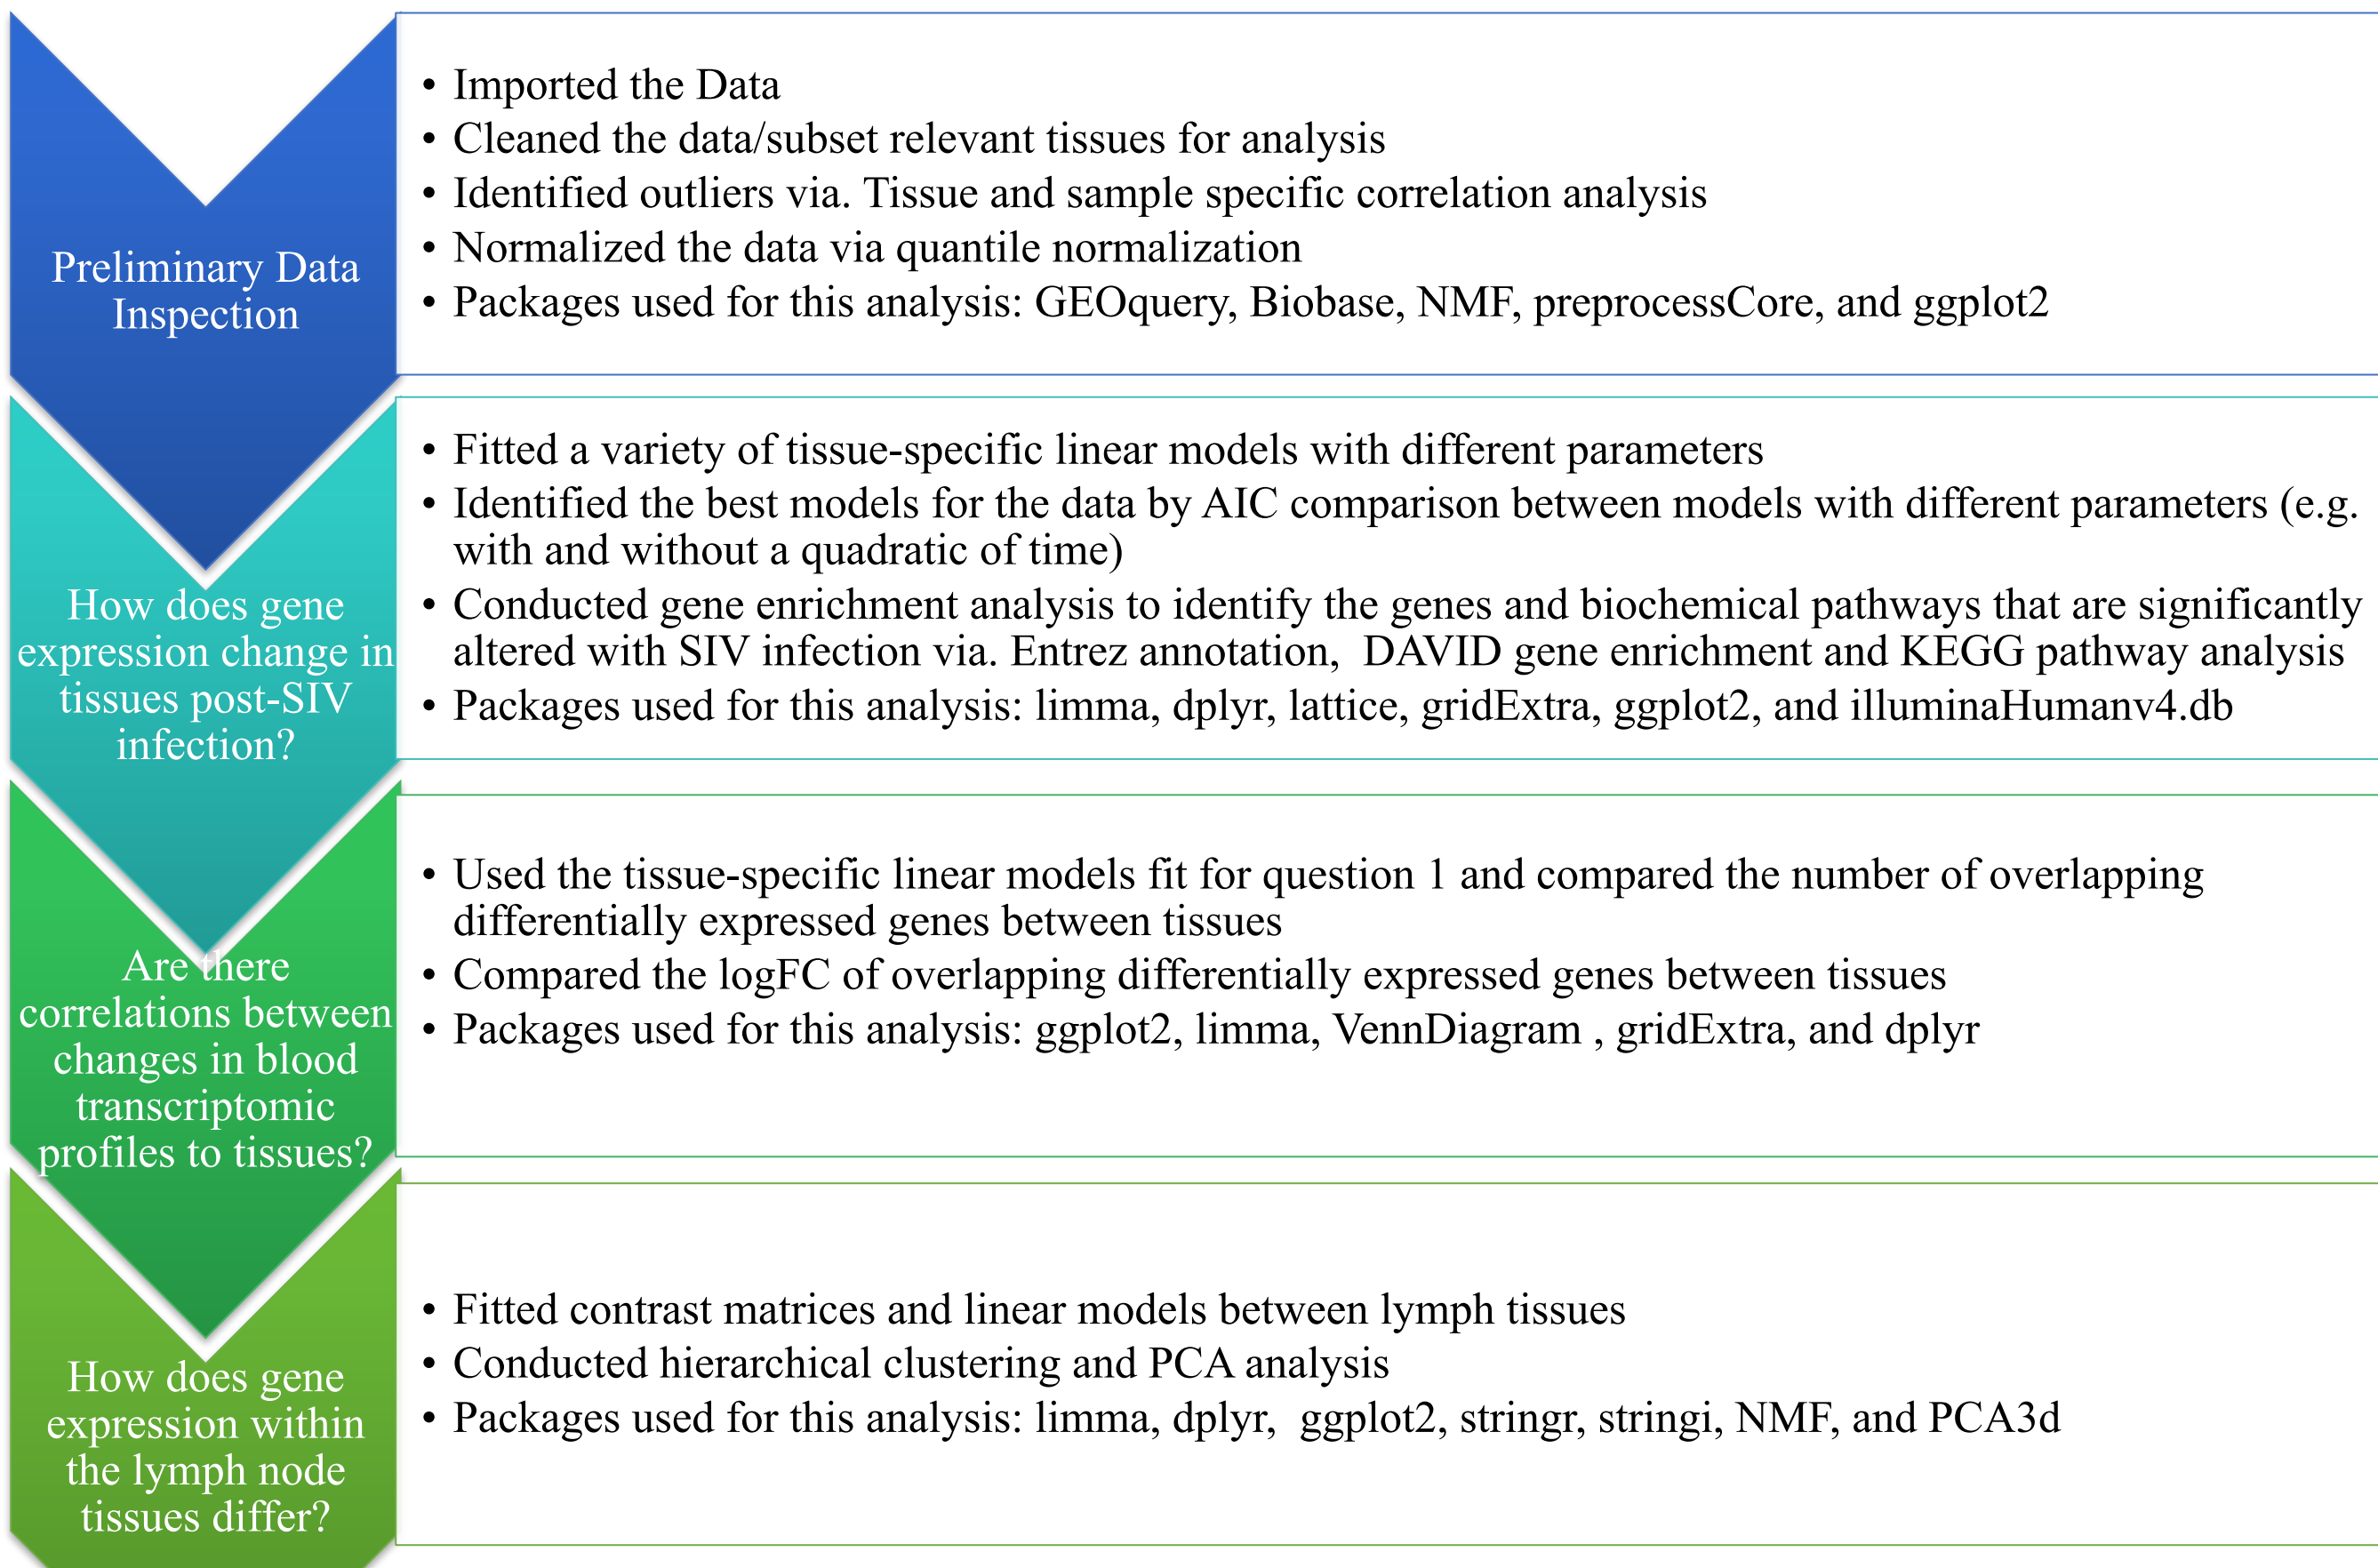 Preliminary Data
Inspection
• Imported the Data
• Cleaned the data/subset relevant tissues for analysis
• Identified outliers via. Tissue and sample specific correlation analysis
• Normalized the data via quantile normalization
• Packages used for this analysis: GEOquery, Biobase, NMF, preprocessCore, and ggplot2
How does gene
expression change in
tissues post-SIV
infection?
• Fitted a variety of tissue-specific linear models with different parameters
• Identified the best models for the data by AIC comparison between models with different parameters (e.g.
with and without a quadratic of time)
• Conducted gene enrichment analysis to identify the genes and biochemical pathways that are significantly
altered with SIV infection via. Entrez annotation,  DAVID gene enrichment and KEGG pathway analysis
• Packages used for this analysis: limma, dplyr, lattice, gridExtra, ggplot2, and illuminaHumanv4.db
Are there
correlations between
changes in blood
transcriptomic
profiles to tissues?
• Used the tissue-specific linear models fit for question 1 and compared the number of overlapping
differentially expressed genes between tissues
• Compared the logFC of overlapping differentially expressed genes between tissues
• Packages used for this analysis: ggplot2, limma, VennDiagram , gridExtra, and dplyr
How does gene
expression within
the lymph node
tissues differ?
• Fitted contrast matrices and linear models between lymph tissues
• Conducted hierarchical clustering and PCA analysis
• Packages used for this analysis: limma, dplyr,  ggplot2, stringr, stringi, NMF, and PCA3d